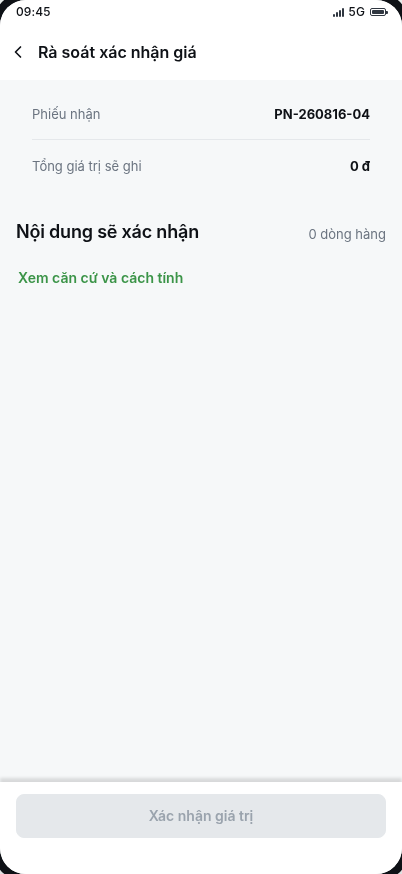 09:45
5G
Rà soát xác nhận giá
Phiếu nhận
PN-260816-04
Tổng giá trị sẽ ghi
0 đ
Nội dung sẽ xác nhận
0 dòng hàng
Xem căn cứ và cách tính
Xác nhận giá trị